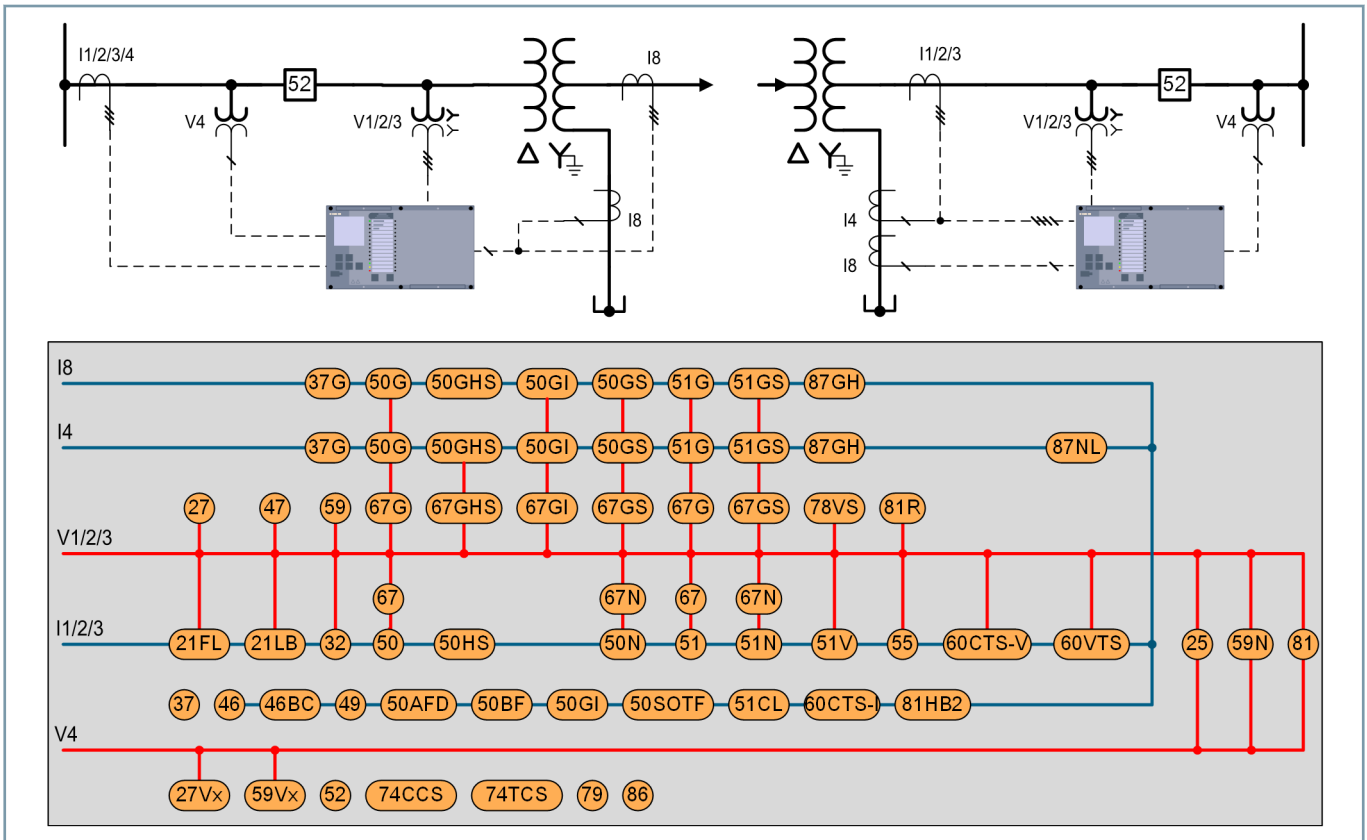 I1/2/3/4
52
I8
V4
V1/2/3
I8
I1/2/3
52
V1/2/3
V4
I4
I8
I8
37G 50G 50GHS 50GI 50GS 51G 51GS 87GH
I4
37G 50G 50GHS 50GI 50GS 51G 51GS 87GH 87NL
27 47 59 67G 67GHS 67GI 67GS 67G 67GS 78VS 81R
V1/2/3
67 67N 67 67N
I1/2/3
21FL 21LB 32 50 50HS 50N 51 51N 51V 55 60CTS-V 60VTS 25 59N 81
37 46 46BC 49 50AFD 50BF 50GI 50SOTF 51CL 60CTS-I 81HB2
V4
27Vx 59Vx 52 74CCS 74TCS 79 86